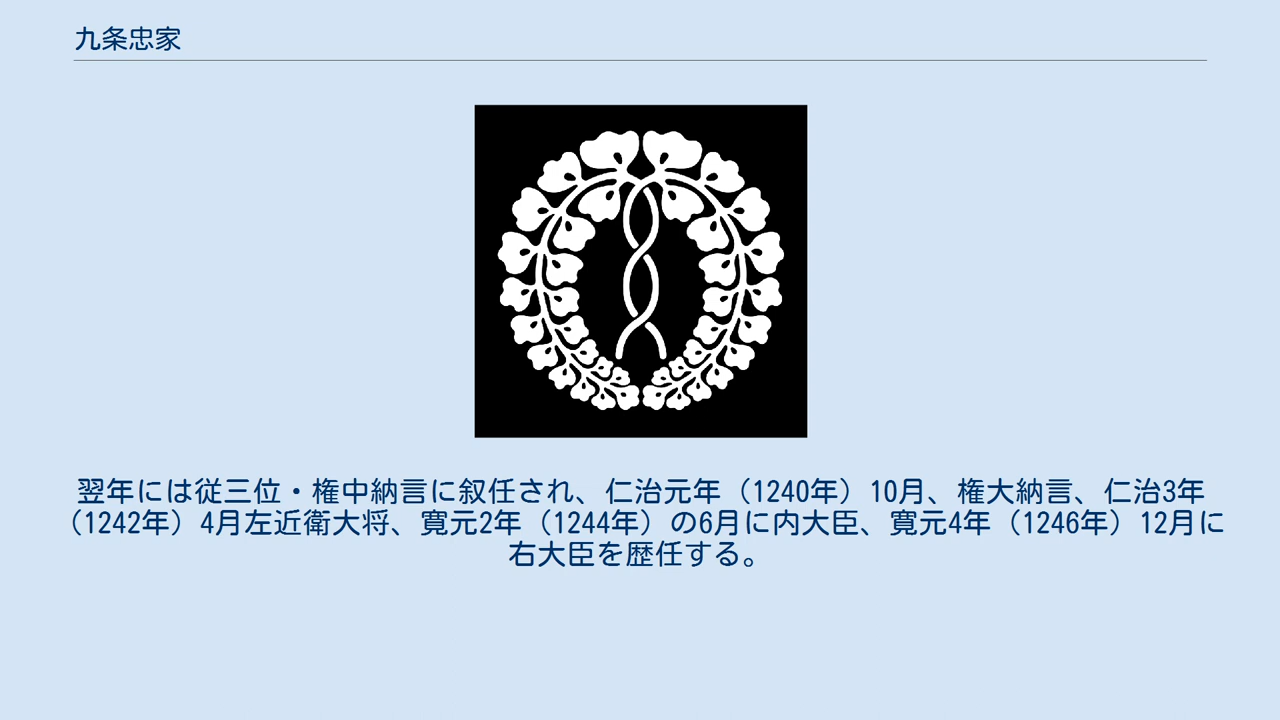 九条忠家
翌年には従三位・権中納言に叙任され、仁治元年（1240年）10月、権大納言、仁治3年
（1242年）4月左近衛大将、寛元2年（1244年）の6月に内大臣、寛元4年（1246年）12月に
右大臣を歴任する。